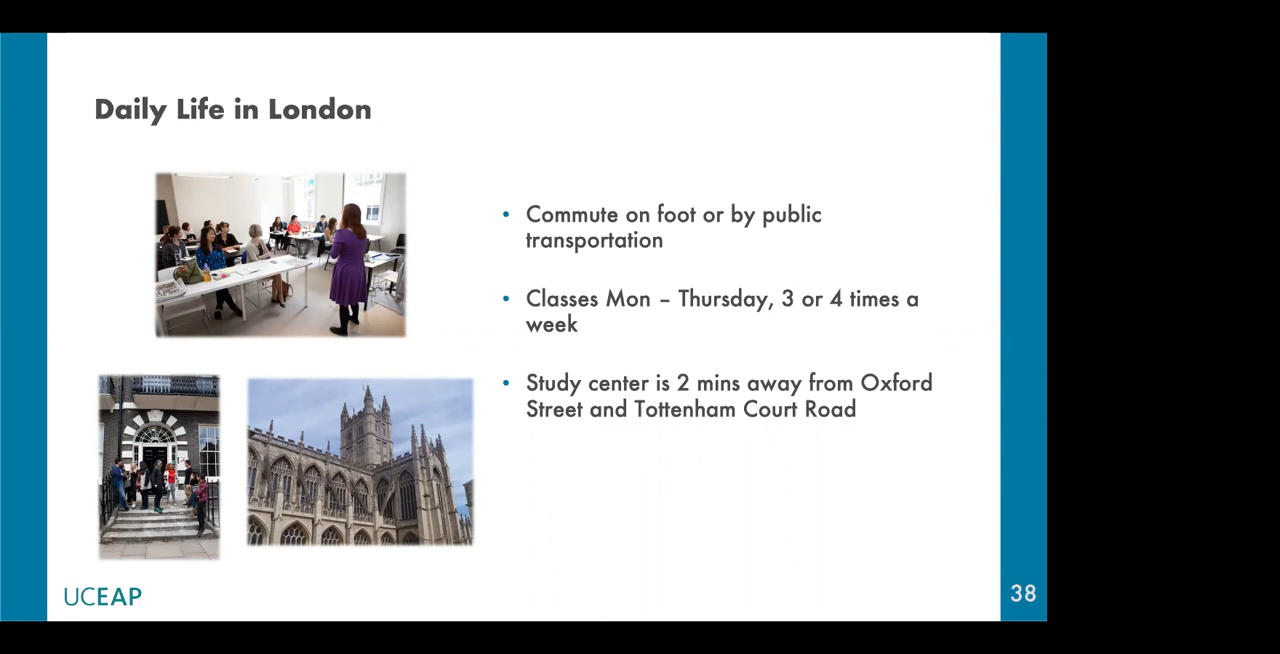 Daily Life in London
• Commute on foot or by public
transportation
• Classes Mon – Thursday, 3 or 4 times a
week
• Study center is 2 mins away from Oxford
Street and Tottenham Court Road
UCEAP
38